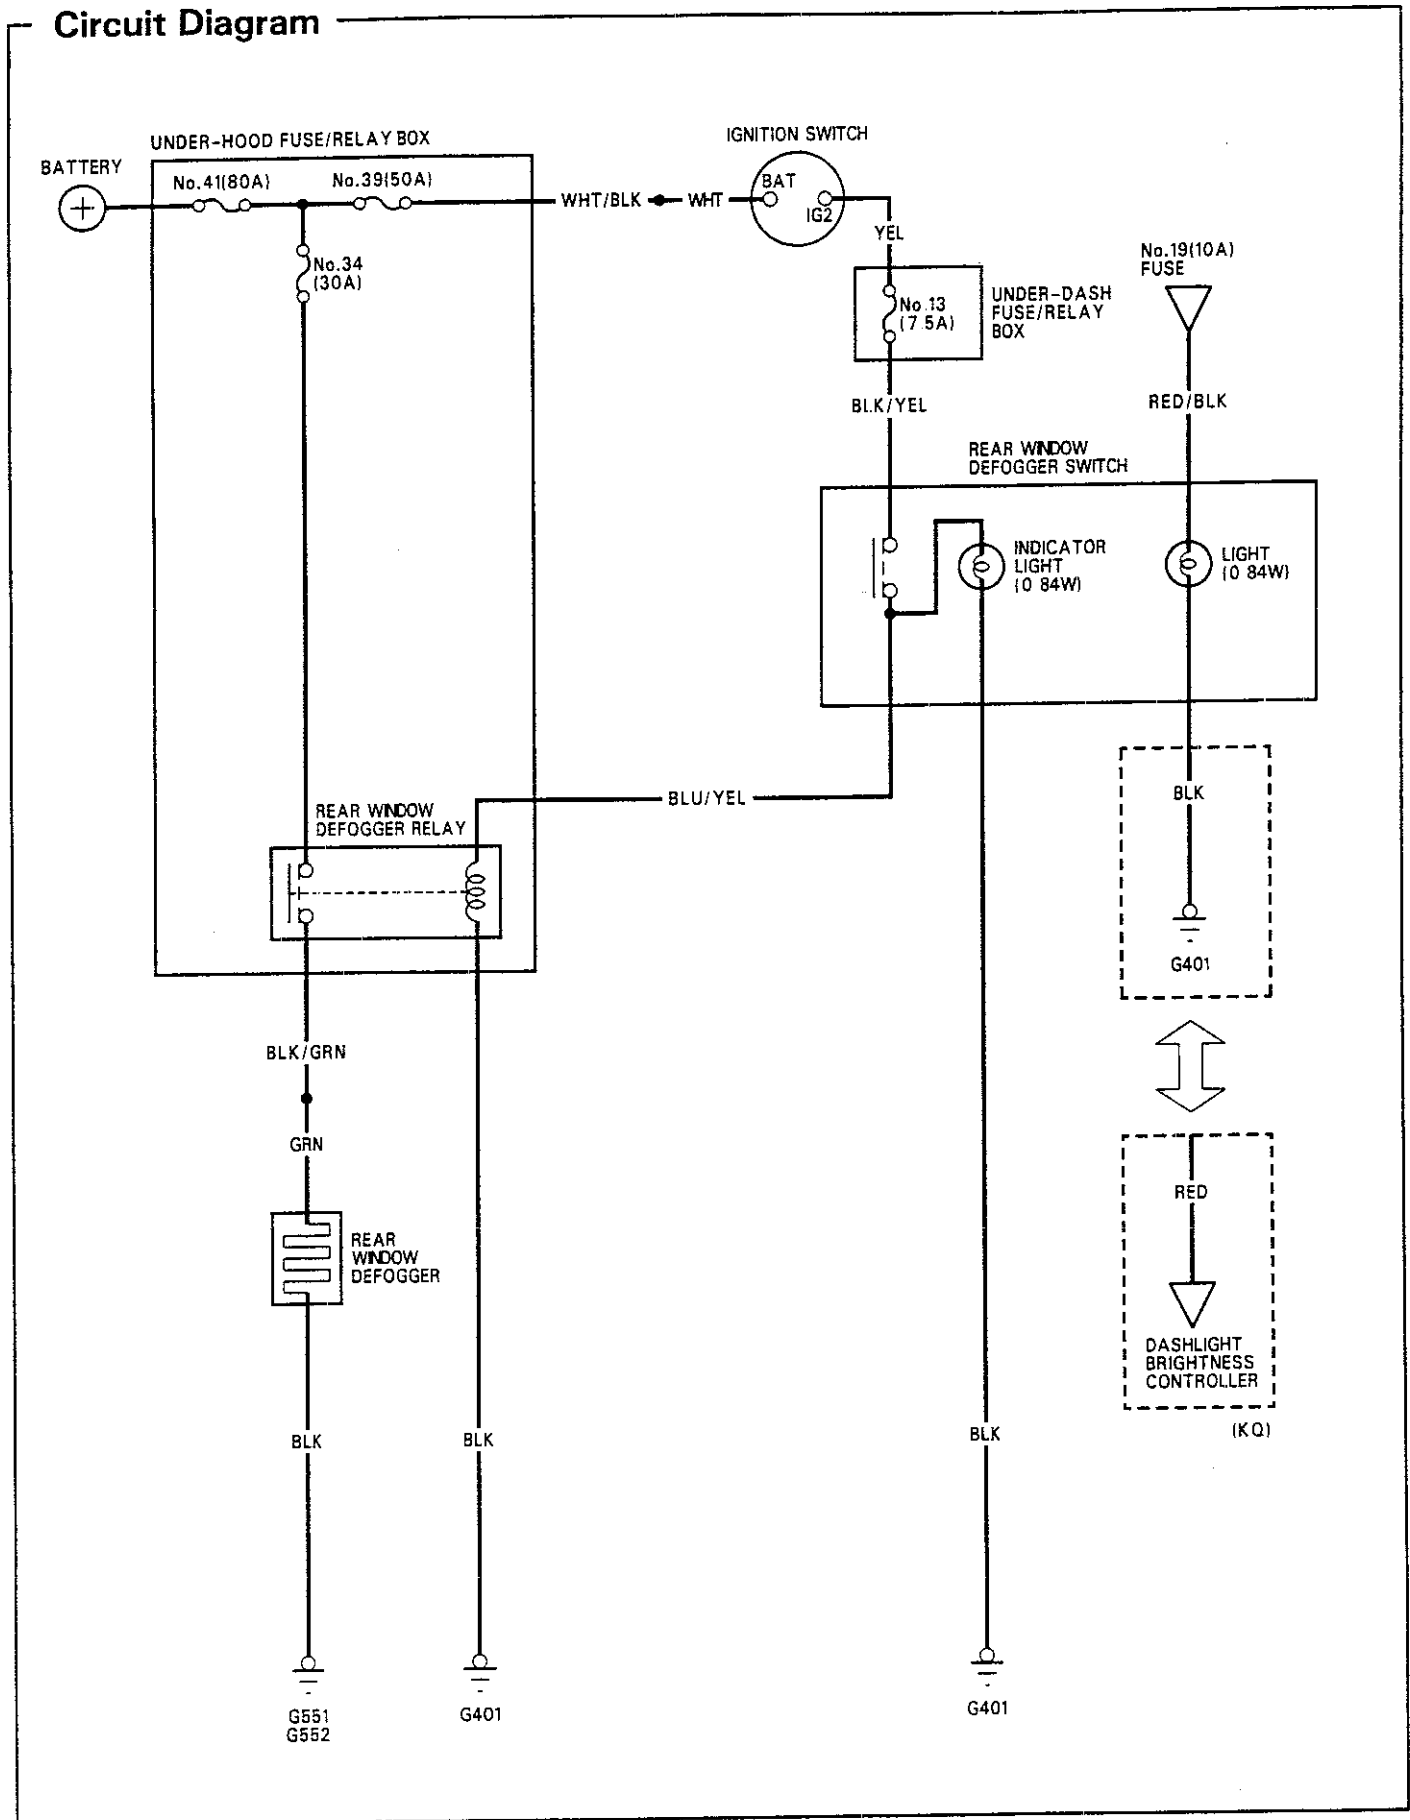 Circuit Diagram
UNDER-HOOD FUSE/RELAY BOX
IGNITION SWITCH
BATTERY
+
No.41(80A)
No.39(50A)
WHT/BLK
WHT
BAT
IG2
YEL
No.34
(30A)
No.13
(7.5A)
UNDER-DASH
FUSE/RELAY
BOX
No.19(10A)
FUSE
BLK/YEL
RED/BLK
REAR WINDOW
DEFOGGER SWITCH
INDICATOR
LIGHT
(0 84W)
LIGHT
(0 84W)
BLU/YEL
BLK
REAR WINDOW
DEFOGGER RELAY
G401
BLK/GRN
GRN
RED
REAR
WINDOW
DEFOGGER
DASHLIGHT
BRIGHTNESS
CONTROLLER
(KQ)
BLK
BLK
BLK
G551
G552
G401
G401